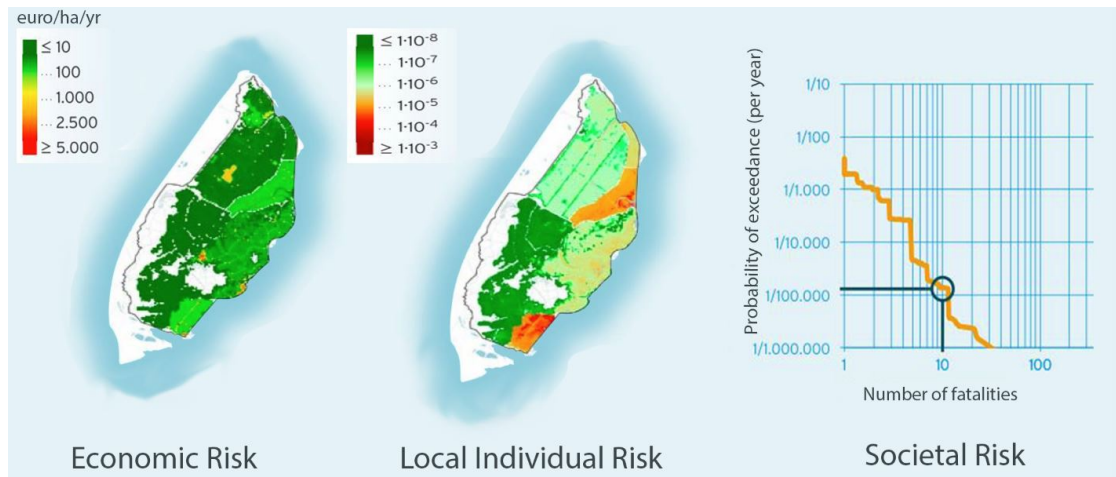 euro/ha/yr
≤ 10
... 100
... 1.000
... 2.500
≥ 5.000
Economic Risk
≤ 1·10-8
... 1·10-7
... 1·10-6
... 1·10-5
... 1·10-4
≥ 1·10-3
Local Individual Risk
Probability of exceedance (per year)
1/10
1/100
1/1.000
1/10.000
1/100.000
1/1.000.000
1 10 100
Number of fatalities
Societal Risk